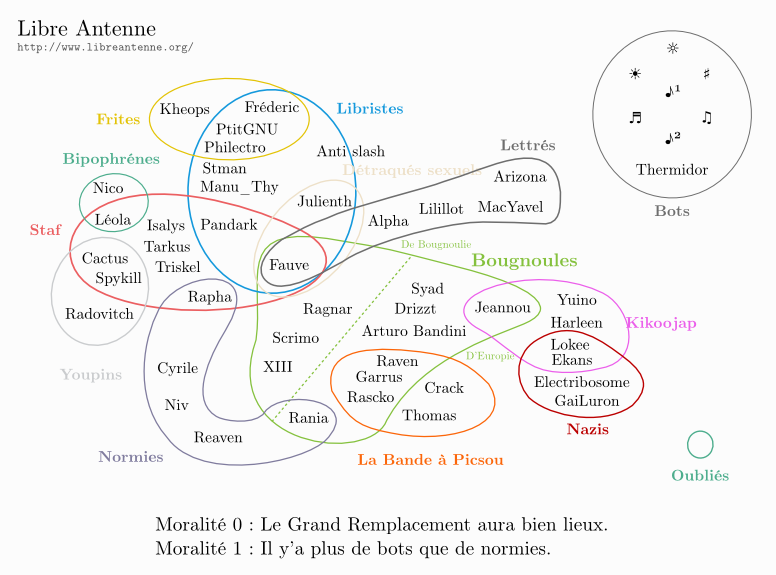 Libre Antenne
http://www.libreantenne.org/
Frites
Kheops
Fréderic
Libristes
PtitGNU
Philectro
Anti slash
Lettrés
Bipophrénes
Stman
Détraqués sexuels
Manu_Thy
Arizona
Nico
Julienth
Lilillot
MacYavel
Léola
Isalys
Pandark
Alpha
Staf
Tarkus
De Bougnoulie
Cactus
Triskel
Fauve
Bougnoules
Spykill
Syad
Rapha
Ragnar
Drizzt
Jeannou
Yuino
Radovitch
Harleen
Kikoojap
Scrimo
Arturo Bandini
Lokee
D'Europie
Ekans
Cyrile
XIII
Raven
Youpins
Garrus
Crack
Electribosome
Rascko
GaiLuron
Niv
Rania
Thomas
Nazis
Reaven
Normies
La Bande à Picsou
Oubliés
☼
☀ ♯
♪1
♬ ♫
♪2
Thermidor
Bots
Moralité 0 : Le Grand Remplacement aura bien lieux.
Moralité 1 : Il y'a plus de bots que de normies.